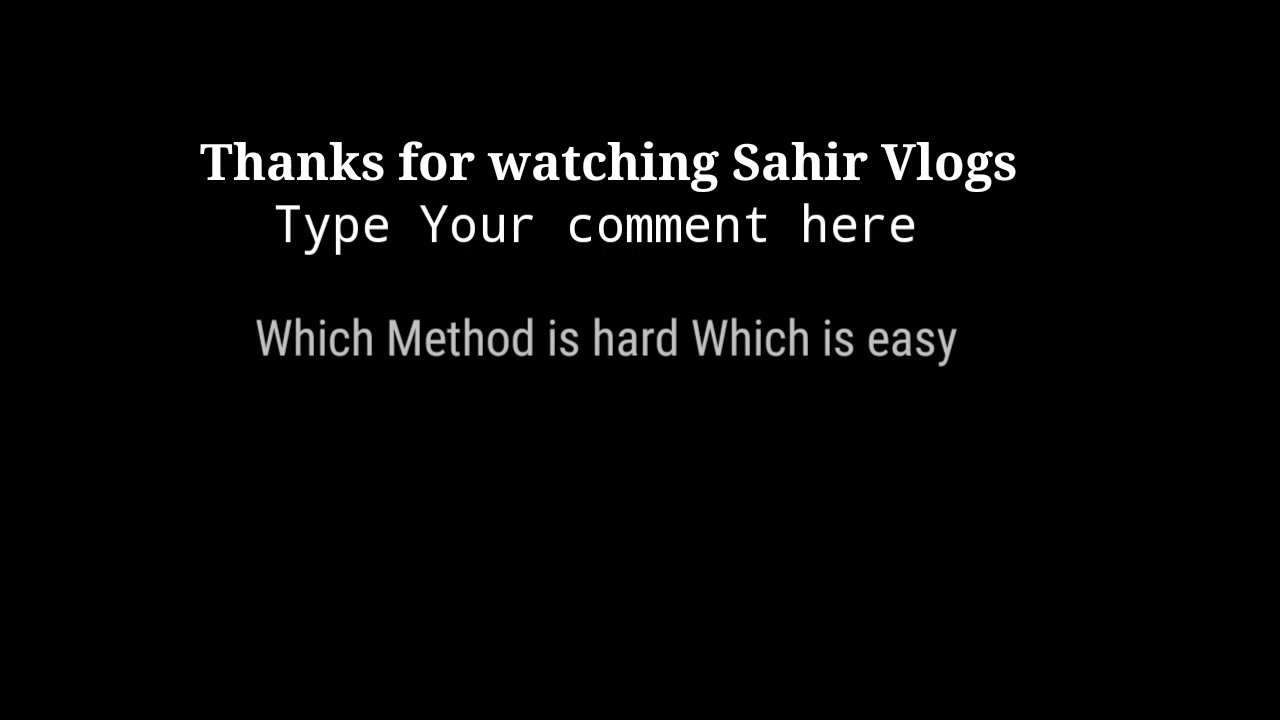 Thanks for watching Sahir Vlogs
Type Your comment here
Which Method is hard Which is easy